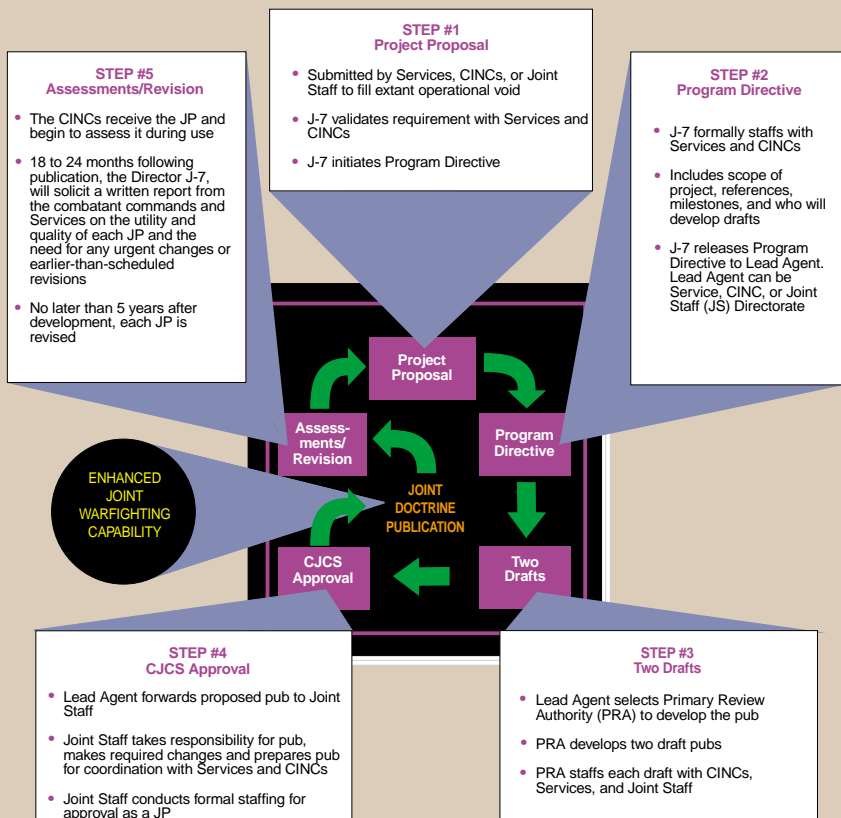 STEP #1
Project Proposal
• Submitted by Services, CINCs, or Joint
Staff to fill extant operational void
• J-7 validates requirement with Services and
CINCs
• J-7 initiates Program Directive
STEP #5
Assessments/Revision
• The CINCs receive the JP and
begin to assess it during use
• 18 to 24 months following
publication, the Director J-7,
will solicit a written report from
the combatant commands and
Services on the utility and
quality of each JP and the
need for any urgent changes or
earlier-than-scheduled
revisions
• No later than 5 years after
development, each JP is
revised
STEP #2
Program Directive
• J-7 formally staffs with
Services and CINCs
• Includes scope of
project, references,
milestones, and who will
develop drafts
• J-7 releases Program
Directive to Lead Agent.
Lead Agent can be
Service, CINC, or Joint
Staff (JS) Directorate
Project
Proposal
Assess-
ments/
Revision
Program
Directive
ENHANCED
JOINT
WARFIGHTING
CAPABILITY
JOINT
DOCTRINE
PUBLICATION
CJCS
Approval
Two
Drafts
STEP #4
CJCS Approval
• Lead Agent forwards proposed pub to Joint
Staff
• Joint Staff takes responsibility for pub,
makes required changes and prepares pub
for coordination with Services and CINCs
• Joint Staff conducts formal staffing for
approval as a JP
STEP #3
Two Drafts
• Lead Agent selects Primary Review
Authority (PRA) to develop the pub
• PRA develops two draft pubs
• PRA staffs each draft with CINCs,
Services, and Joint Staff